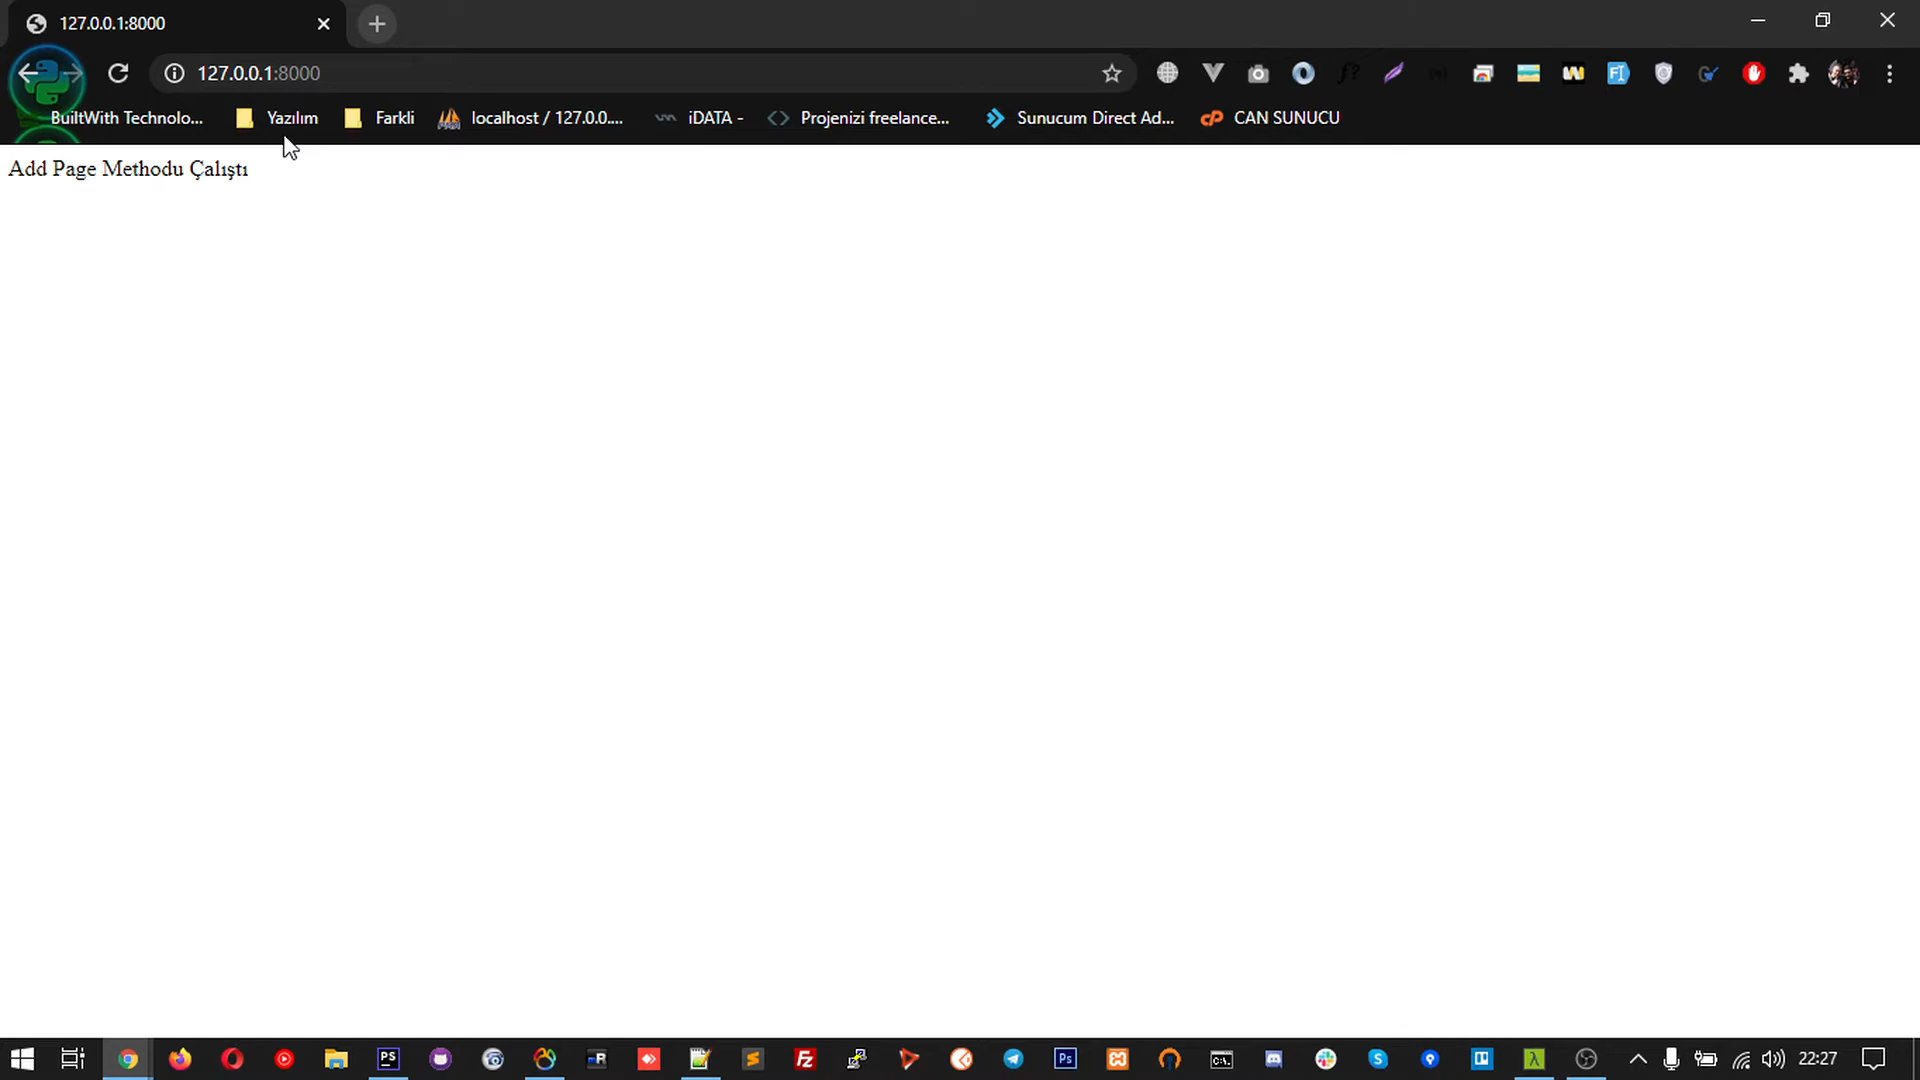 127.0.0.1:8000
127.0.0.1:8000
BuiltWith Technolo... Yazılım Farkli localhost / 127.0.0.... iDATA - Projenizi freelance... Sunucum Direct Ad... CAN SUNUCU
Add Page Methodu Çalıştı
22:27